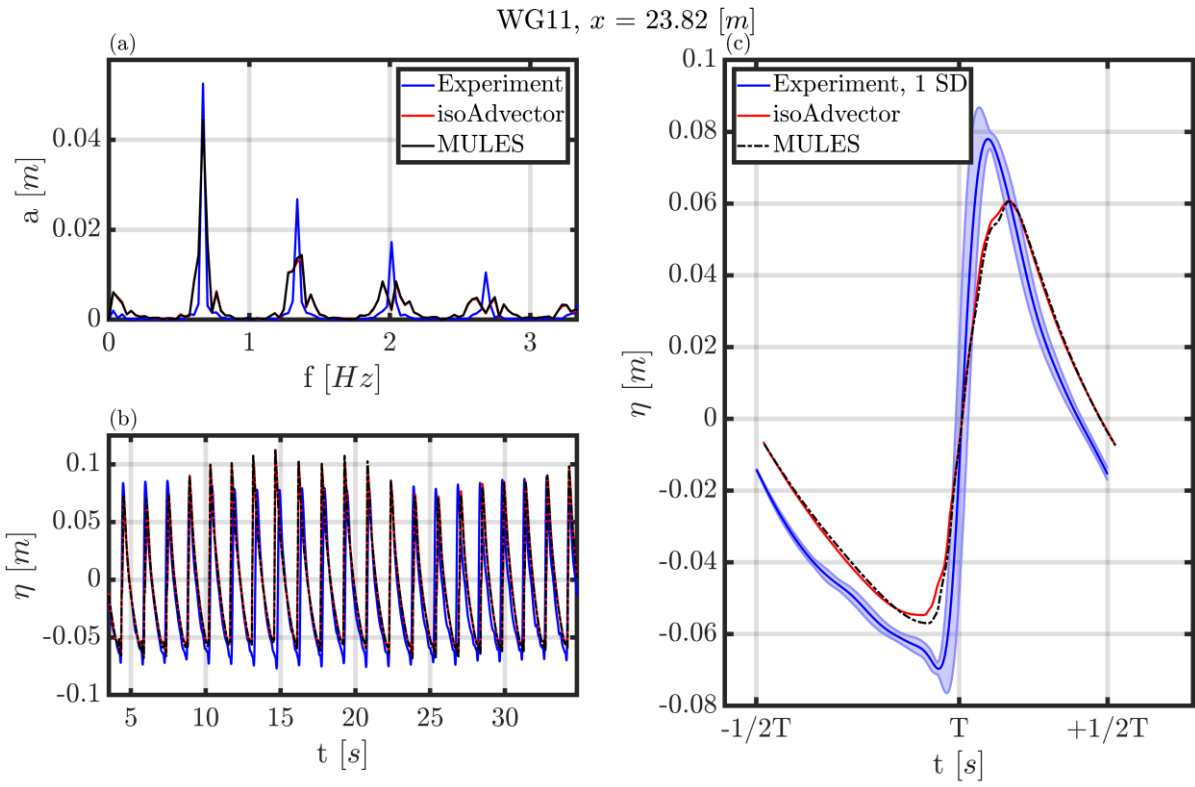 WG11, x = 23.82 [m]
(a)
Experiment
isoAdvector
MULES
a [m]
0.04
0.02
0
0
1
2
3
f [Hz]
(b)
η [m]
0.1
0.05
0
-0.05
-0.1
5
10
15
20
25
30
t [s]
(c)
Experiment, 1 SD
isoAdvector
MULES
η [m]
0.1
0.08
0.06
0.04
0.02
0
-0.02
-0.04
-0.06
-0.08
-1/2T
T
+1/2T
t [s]